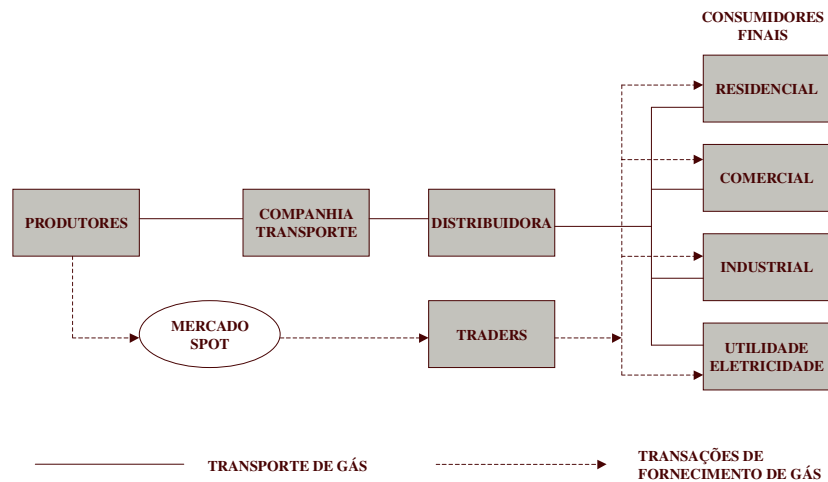 CONSUMIDORES
FINAIS
RESIDENCIAL
COMERCIAL
PRODUTORES
COMPANHIA
TRANSPORTE
DISTRIBUIDORA
INDUSTRIAL
MERCADO
SPOT
TRADERS
UTILIDADE
ELETRICIDADE
TRANSPORTE DE GÁS
TRANSAÇÕES DE
FORNECIMENTO DE GÁS